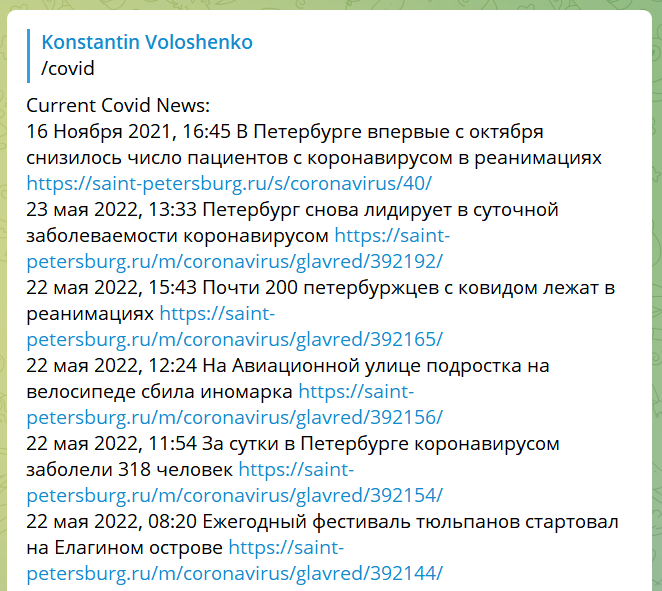 Konstantin Voloshenko
/covid
Current Covid News:
16 Ноября 2021, 16:45 В Петербурге впервые с октября
снизилось число пациентов с коронавирусом в реанимациях
https://saint-petersburg.ru/s/coronavirus/40/
23 мая 2022, 13:33 Петербург снова лидирует в суточной
заболеваемости коронавирусом https://saint-
petersburg.ru/m/coronavirus/glavred/392192/
22 мая 2022, 15:43 Почти 200 петербуржцев с ковидом лежат в
реанимациях https://saint-
petersburg.ru/m/coronavirus/glavred/392165/
22 мая 2022, 12:24 На Авиационной улице подростка на
велосипеде сбила иномарка https://saint-
petersburg.ru/m/coronavirus/glavred/392156/
22 мая 2022, 11:54 За сутки в Петербурге коронавирусом
заболели 318 человек https://saint-
petersburg.ru/m/coronavirus/glavred/392154/
22 мая 2022, 08:20 Ежегодный фестиваль тюльпанов стартовал
на Елагином острове https://saint-
petersburg.ru/m/coronavirus/glavred/392144/